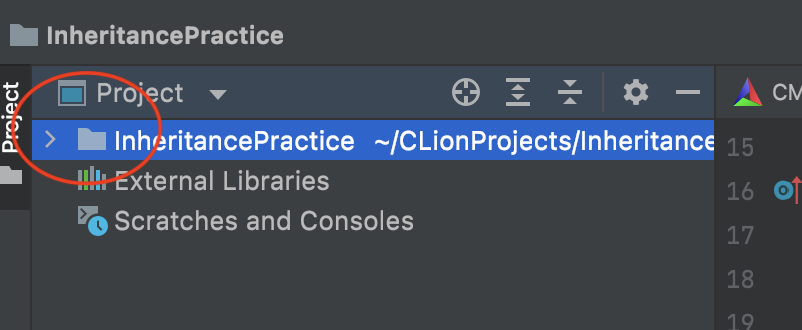 InheritancePractice
Project
Project
CM
InheritancePractice ~/CLionProjects/Inheritance
External Libraries
Scratches and Consoles
15
16
17
18
19